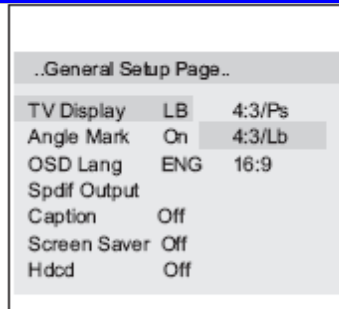 ..General Setup Page..
TV Display LB 4:3/Ps
Angle Mark On 4:3/Lb
OSD Lang ENG 16:9
Spdif Output
Caption Off
Screen Saver Off
Hdcd Off